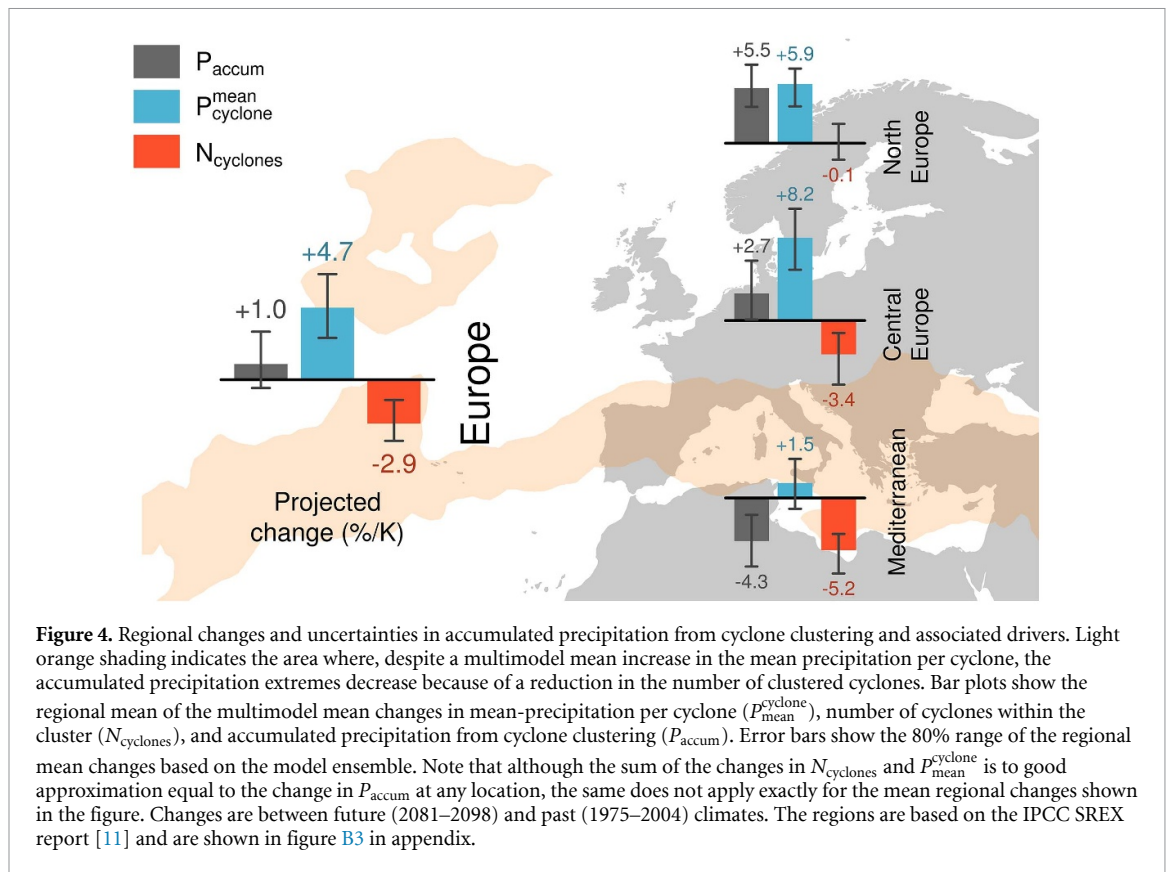 P_accum
P_cyclone^mean
N_cyclones
+5.5 +5.9
-0.1
North
Europe
+8.2
+2.7
-3.4
Central
Europe
+4.7
+1.0
-2.9
Europe
+1.5
-4.3
-5.2
Mediterranean
Projected
change (%/K)
Figure 4. Regional changes and uncertainties in accumulated precipitation from cyclone clustering and associated drivers. Light
orange shading indicates the area where, despite a multimodel mean increase in the mean precipitation per cyclone, the
accumulated precipitation extremes decrease because of a reduction in the number of clustered cyclones. Bar plots show the
regional mean of the multimodel mean changes in mean-precipitation per cyclone (P_mean^cyclone), number of cyclones within the
cluster (N_cyclones), and accumulated precipitation from cyclone clustering (P_accum). Error bars show the 80% range of the regional
mean changes based on the model ensemble. Note that although the sum of the changes in N_cyclones and P_mean^cyclone is to good
approximation equal to the change in P_accum at any location, the same does not apply exactly for the mean regional changes shown
in the figure. Changes are between future (2081–2098) and past (1975–2004) climates. The regions are based on the IPCC SREX
report [11] and are shown in figure B3 in appendix.